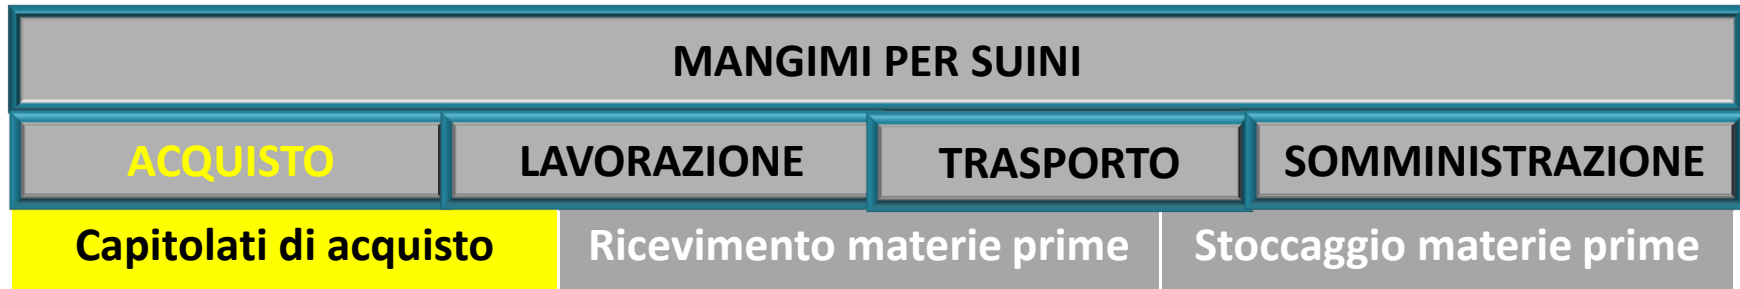 MANGIMI PER SUINI
ACQUISTO LAVORAZIONE TRASPORTO SOMMINISTRAZIONE
Capitolati di acquisto Ricevimento materie prime Stoccaggio materie prime